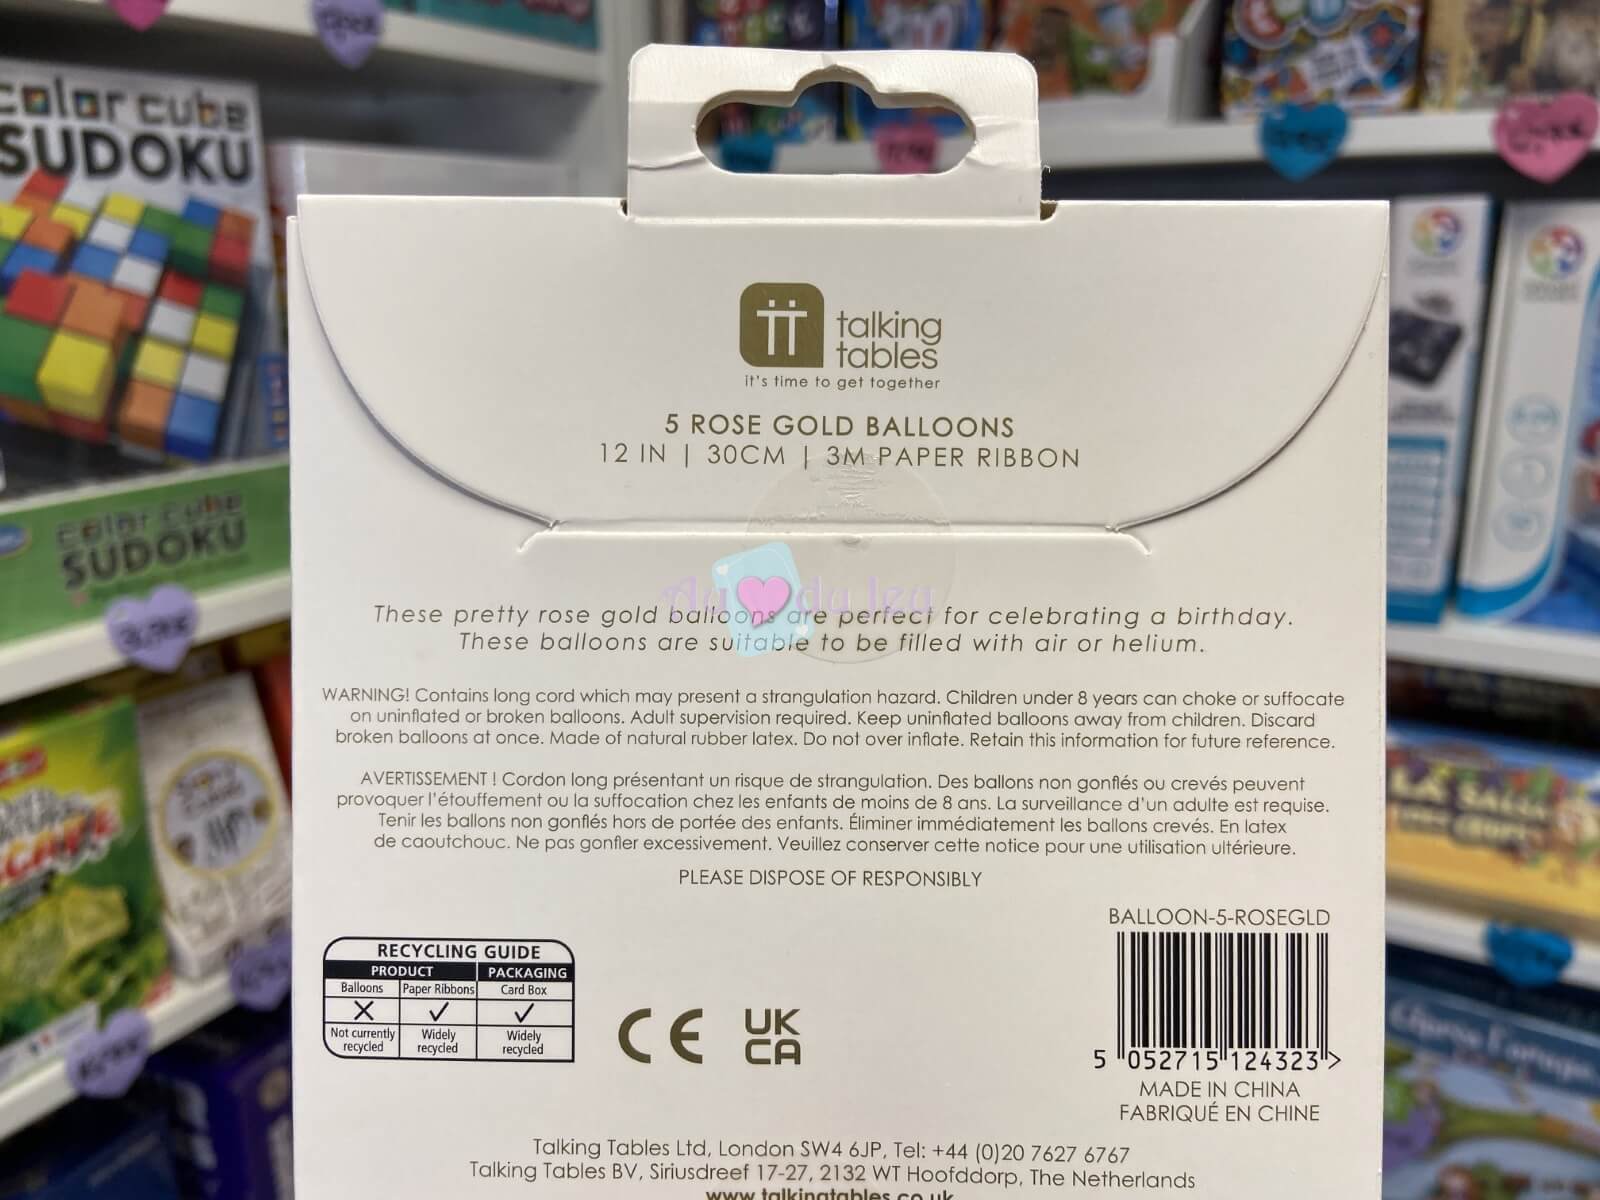 color cube
SUDOKU
color cube
SUDOKU
talking
tables
it's time to get together
5 ROSE GOLD BALLOONS
12 IN | 30CM | 3M PAPER RIBBON
Au du jeu
These pretty rose gold balloons are perfect for celebrating a birthday.
These balloons are suitable to be filled with air or helium.
WARNING! Contains long cord which may present a strangulation hazard. Children under 8 years can choke or suffocate
on uninflated or broken balloons. Adult supervision required. Keep uninflated balloons away from children. Discard
broken balloons at once. Made of natural rubber latex. Do not over inflate. Retain this information for future reference.
AVERTISSEMENT ! Cordon long présentant un risque de strangulation. Des ballons non gonflés ou crevés peuvent
provoquer l'étouffement ou la suffocation chez les enfants de moins de 8 ans. La surveillance d'un adulte est requise.
Tenir les ballons non gonflés hors de portée des enfants. Éliminer immédiatement les ballons crevés. En latex
de caoutchouc. Ne pas gonfler excessivement. Veuillez conserver cette notice pour une utilisation ultérieure.
PLEASE DISPOSE OF RESPONSIBLY
RECYCLING GUIDE
PRODUCT PACKAGING
Balloons Paper Ribbons Card Box
Not currently recycled Widely recycled Widely recycled
CE
UK
CA
BALLOON-5-ROSEGLD
5 052715 124323 >
MADE IN CHINA
FABRIQUÉ EN CHINE
Talking Tables Ltd, London SW4 6JP, Tel: +44 (0)20 7627 6767
Talking Tables BV, Siriusdreef 17-27, 2132 WT Hoofddorp, The Netherlands
www.talkingtables.co.uk